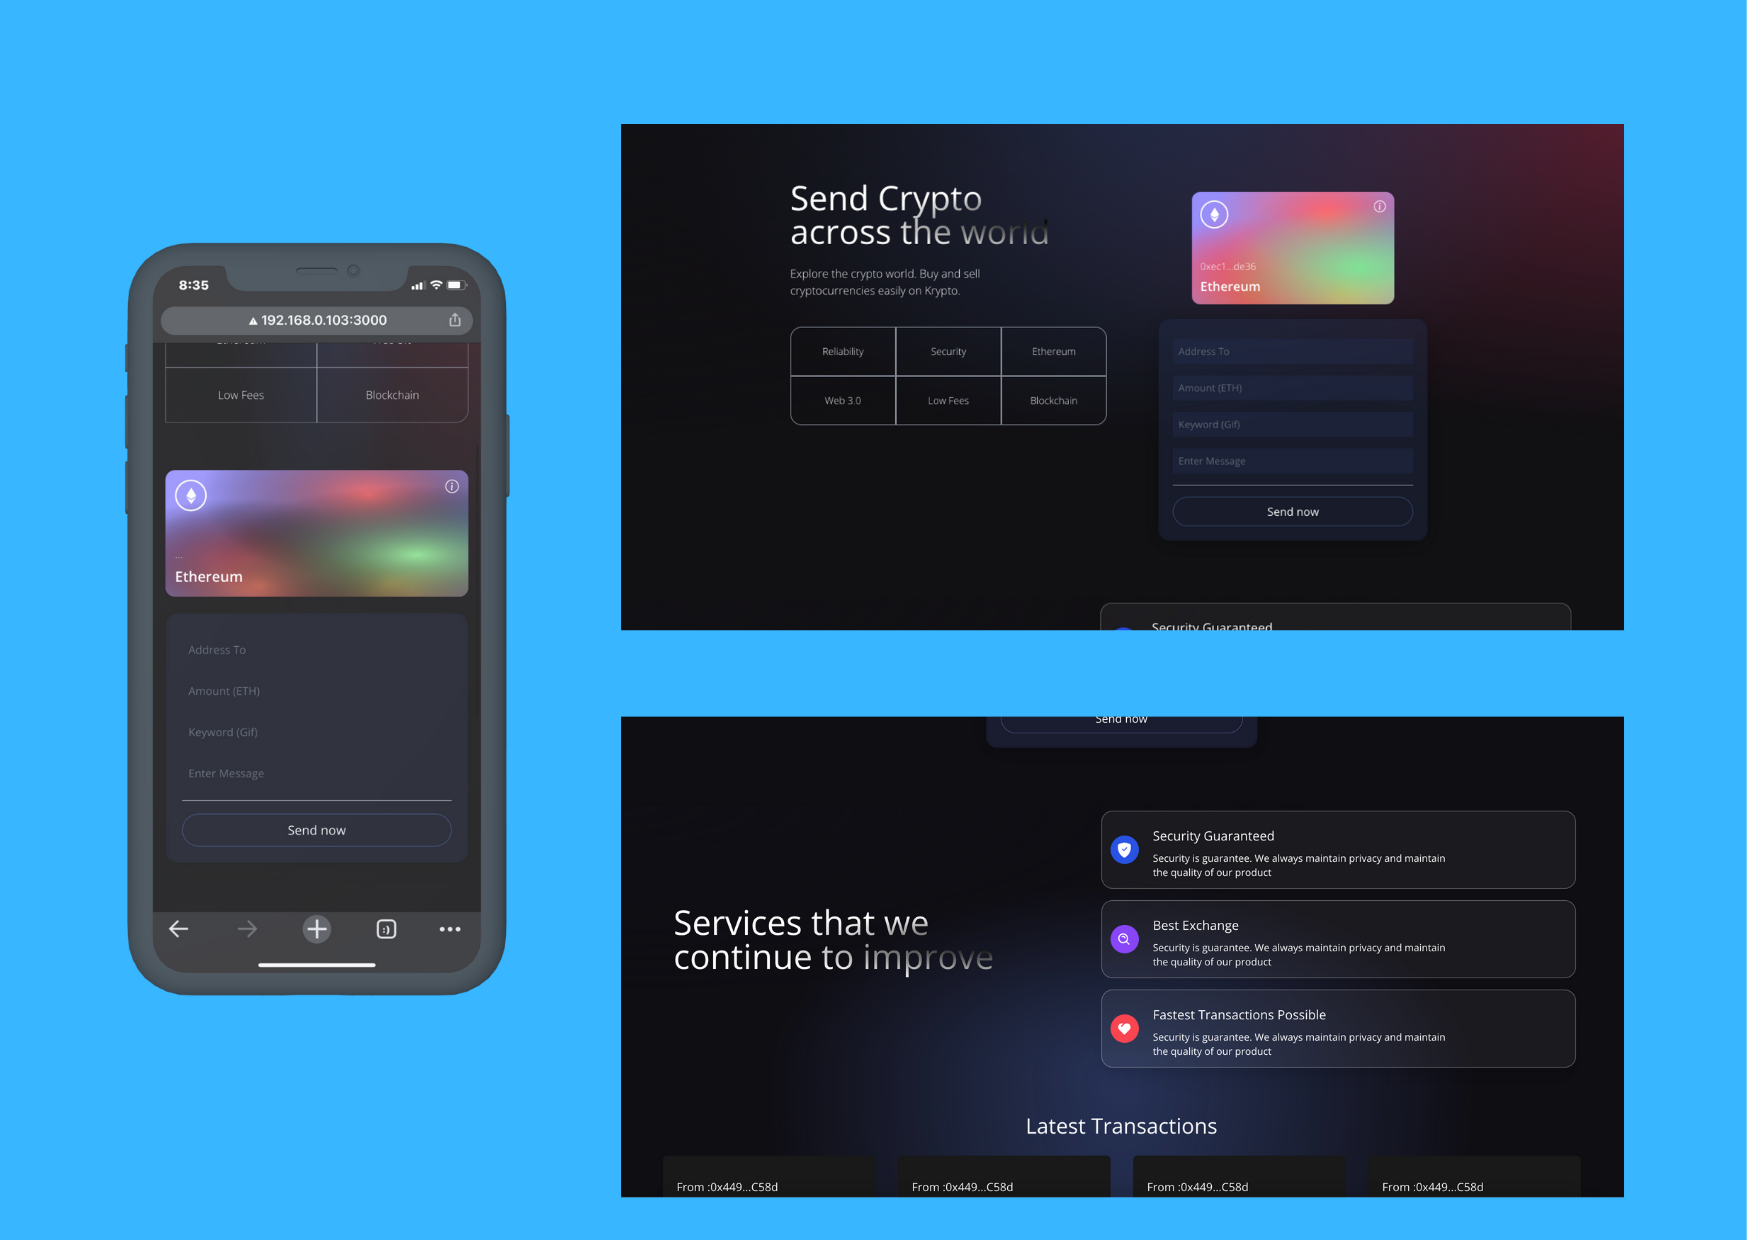 8:35
192.168.0.103:3000
Low Fees
Blockchain
...
Ethereum
Address To
Amount (ETH)
Keyword (Gif)
Enter Message
Send now
Send Crypto
across the world
Explore the crypto world. Buy and sell
cryptocurrencies easily on Krypto.
Reliability
Security
Ethereum
Web 3.0
Low Fees
Blockchain
0xec1...de36
Ethereum
Address To
Amount (ETH)
Keyword (Gif)
Enter Message
Send now
Security Guaranteed
Send now
Services that we
continue to improve
Security Guaranteed
Security is guarantee. We always maintain privacy and maintain
the quality of our product
Best Exchange
Security is guarantee. We always maintain privacy and maintain
the quality of our product
Fastest Transactions Possible
Security is guarantee. We always maintain privacy and maintain
the quality of our product
Latest Transactions
From :0x449...C58d
From :0x449...C58d
From :0x449...C58d
From :0x449...C58d